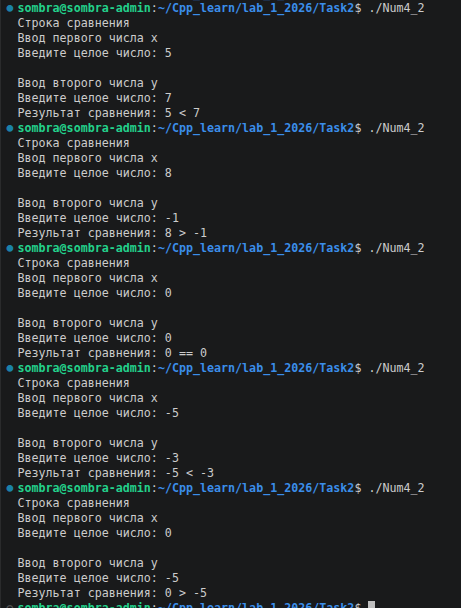 sombra@sombra-admin:~/Cpp_learn/lab_1_2026/Task2$ ./Num4_2
Строка сравнения
Ввод первого числа x
Введите целое число: 5
Ввод второго числа y
Введите целое число: 7
Результат сравнения: 5 < 7
sombra@sombra-admin:~/Cpp_learn/lab_1_2026/Task2$ ./Num4_2
Строка сравнения
Ввод первого числа x
Введите целое число: 8
Ввод второго числа y
Введите целое число: -1
Результат сравнения: 8 > -1
sombra@sombra-admin:~/Cpp_learn/lab_1_2026/Task2$ ./Num4_2
Строка сравнения
Ввод первого числа x
Введите целое число: 0
Ввод второго числа y
Введите целое число: 0
Результат сравнения: 0 == 0
sombra@sombra-admin:~/Cpp_learn/lab_1_2026/Task2$ ./Num4_2
Строка сравнения
Ввод первого числа x
Введите целое число: -5
Ввод второго числа y
Введите целое число: -3
Результат сравнения: -5 < -3
sombra@sombra-admin:~/Cpp_learn/lab_1_2026/Task2$ ./Num4_2
Строка сравнения
Ввод первого числа x
Введите целое число: 0
Ввод второго числа y
Введите целое число: -5
Результат сравнения: 0 > -5
sombra@sombra-admin:~/Cpp_learn/lab_1_2026/Task2$